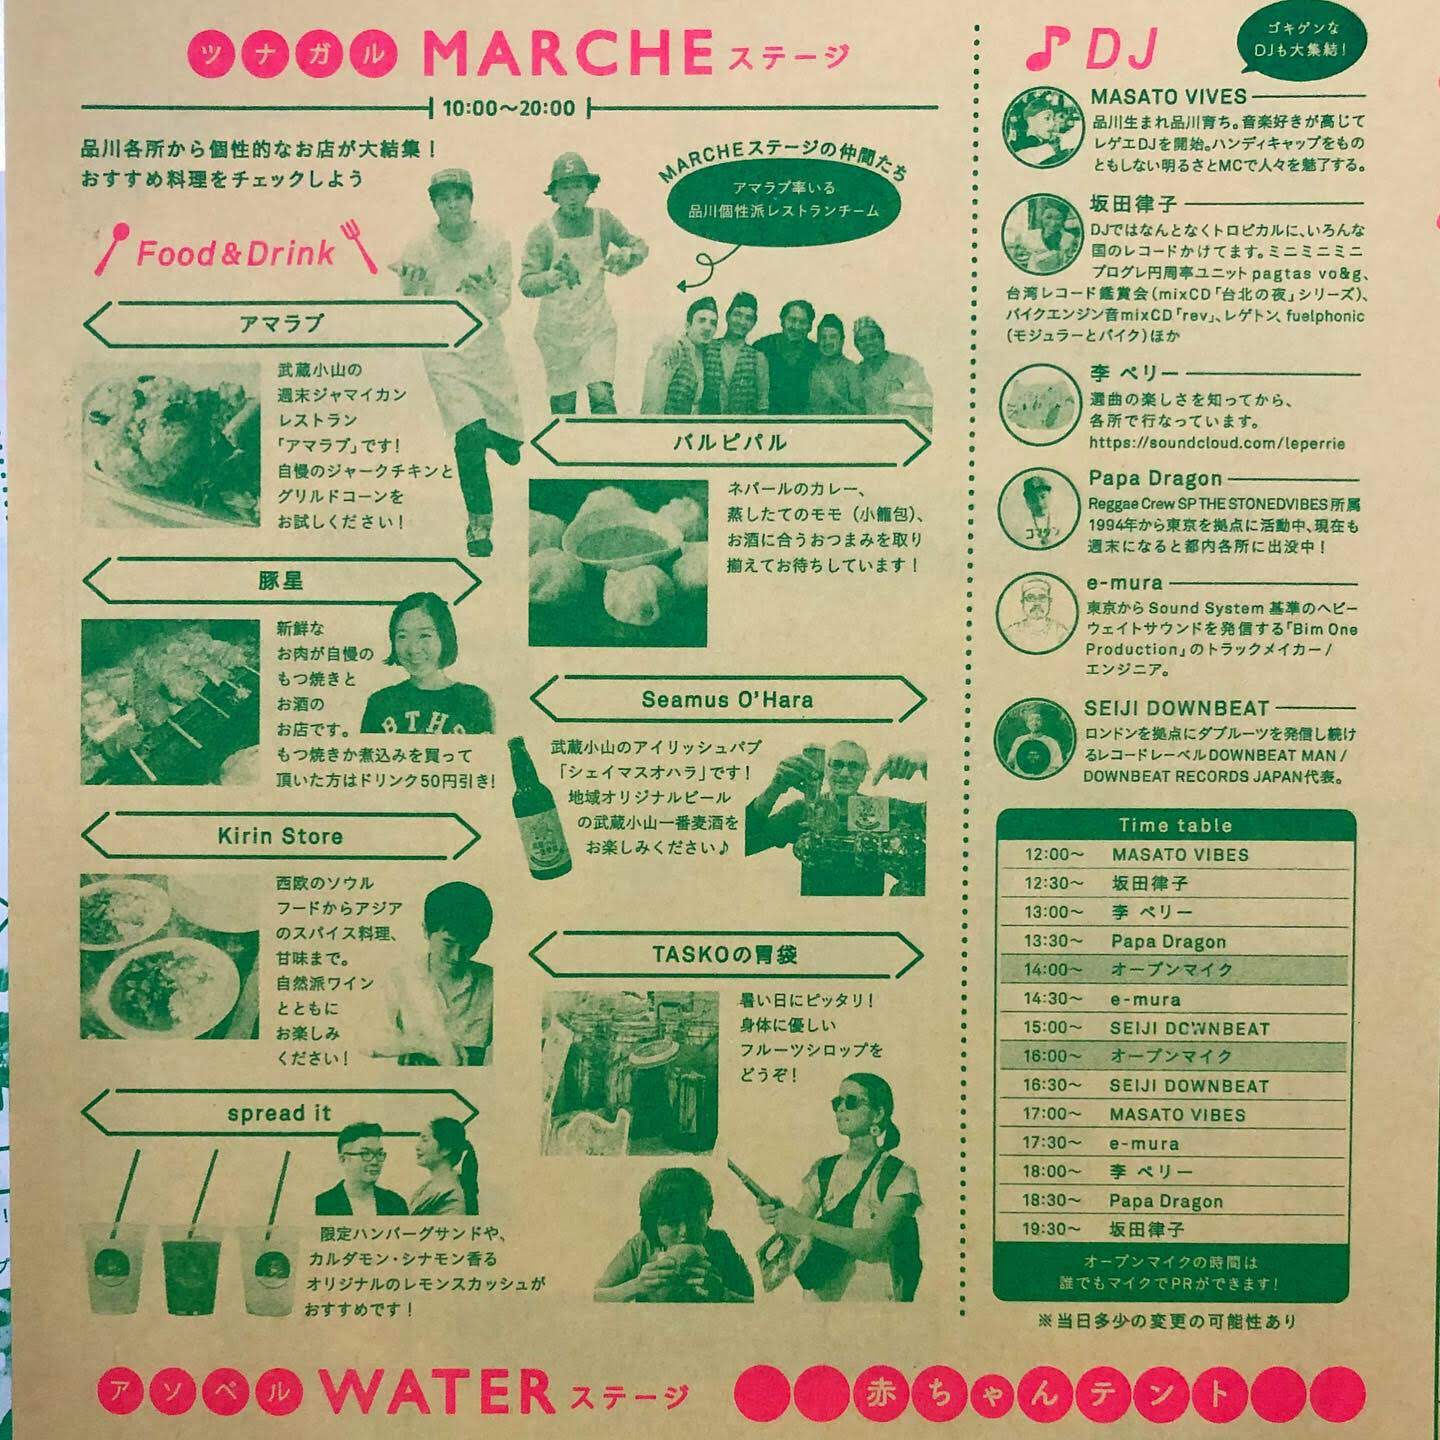 ツナガル MARCHE ステージ
10:00〜20:00
品川各所から個性的なお店が大結集！
おすすめ料理をチェックしよう
MARCHEステージの仲間たち
アマラブ率いる
品川個性派レストランチーム
Food & Drink
アマラブ
武蔵小山の
週末ジャマイカン
レストラン
「アマラブ」です！
自慢のジャークチキンと
グリルドコーンを
お試しください！
バルピパル
ネパールのカレー、
蒸したてのモモ（小籠包）、
お酒に合うおつまみを取り
揃えてお待ちしています！
豚星
新鮮な
お肉が自慢の
もつ焼きと
お酒の
お店です。
もつ焼きか煮込みを買って
頂いた方はドリンク50円引き！
Seamus O'Hara
武蔵小山のアイリッシュパブ
「シェイマスオハラ」です！
地域オリジナルビール
の武蔵小山一番麦酒を
お楽しみください♪
Kirin Store
西欧のソウル
フードからアジア
のスパイス料理、
甘味まで。
自然派ワイン
とともに
お楽しみ
ください！
TASKOの胃袋
暑い日にピッタリ！
身体に優しい
フルーツシロップを
どうぞ！
spread it
限定ハンバーグサンドや、
カルダモン・シナモン香る
オリジナルのレモンスカッシュが
おすすめです！
♪DJ
ゴキゲンな
DJも大集結！
MASATO VIVES
品川生まれ品川育ち。音楽好きが高じて
レゲエDJを開始。ハンディキャップをもの
ともしない明るさとMCで人々を魅了する。
坂田律子
DJではなんとなくトロピカルに、いろんな
国のレコードかけてます。ミニミニミニ
プログレ円周率ユニットpagtas vo&g、
台湾レコード鑑賞会（mixCD「台北の夜」シリーズ）、
バイクエンジン音mixCD「rev」、レゲトン、fuelphonic
（モジュラーとバイク）ほか
李 ペリー
選曲の楽しさを知ってから、
各所で行なっています。
https://soundcloud.com/leperrie
Papa Dragon
Reggae Crew SP THE STONEDVIBES所属
1994年から東京を拠点に活動中、現在も
週末になると都内各所に出没中！
e-mura
東京からSound System基準のヘビー
ウェイトサウンドを発信する「Bim One
Production」のトラックメイカー/
エンジニア。
SEIJI DOWNBEAT
ロンドンを拠点にダブルーツを発信し続け
るレコードレーベルDOWNBEAT MAN /
DOWNBEAT RECORDS JAPAN代表。
Time table
12:00〜 MASATO VIBES
12:30〜 坂田律子
13:00〜 李 ペリー
13:30〜 Papa Dragon
14:00〜 オープンマイク
14:30〜 e-mura
15:00〜 SEIJI DOWNBEAT
16:00〜 オープンマイク
16:30〜 SEIJI DOWNBEAT
17:00〜 MASATO VIBES
17:30〜 e-mura
18:00〜 李 ペリー
18:30〜 Papa Dragon
19:30〜 坂田律子
オープンマイクの時間は
誰でもマイクでPRができます！
※当日多少の変更の可能性あり
アソベル WATER ステージ
赤ちゃんテント